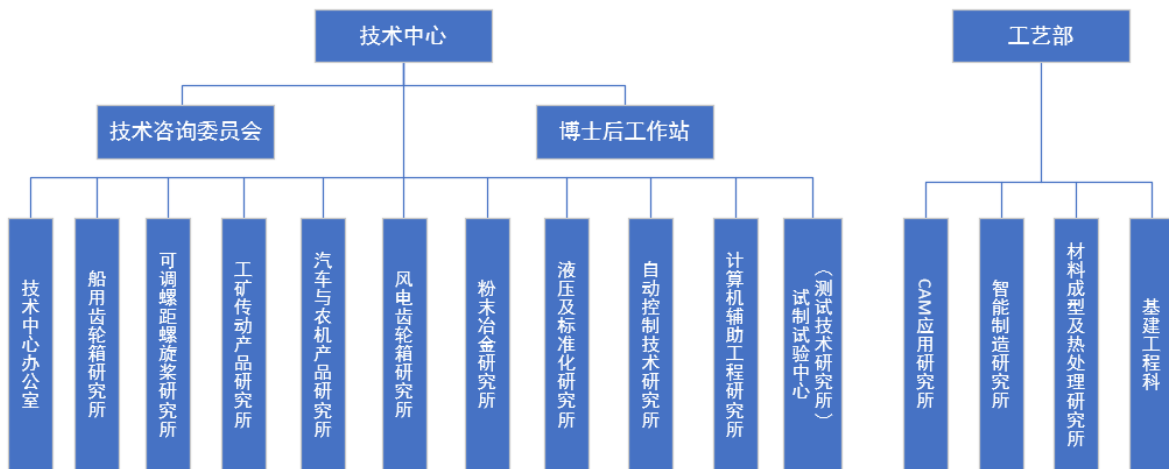 技术中心
工艺部
技术咨询委员会
博士后工作站
技术中心办公室
船用齿轮箱研究所
可调螺距螺旋桨研究所
工矿传动产品研究所
汽车与农机产品研究所
风电齿轮箱研究所
粉末冶金研究所
液压及标准化研究所
自动控制技术研究所
计算机辅助工程研究所
（测试技术研究所）
试制试验中心
CAM应用研究所
智能制造研究所
材料成型及热处理研究所
基建工程科